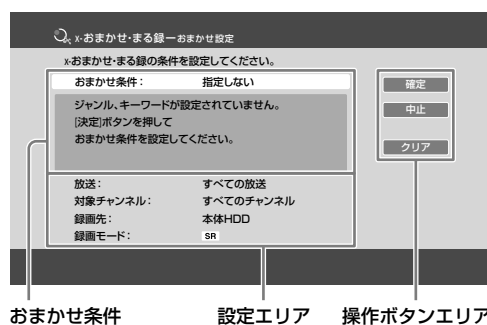 x-おまかせ・まる録ーおまかせ設定
x-おまかせ・まる録の条件を設定してください。
おまかせ条件： 指定しない
ジャンル、キーワードが設定されていません。
[決定]ボタンを押して
おまかせ条件を設定してください。
放送： すべての放送
対象チャンネル： すべてのチャンネル
録画先： 本体HDD
録画モード： SR
確定
中止
クリア
おまかせ条件 設定エリア 操作ボタンエリア